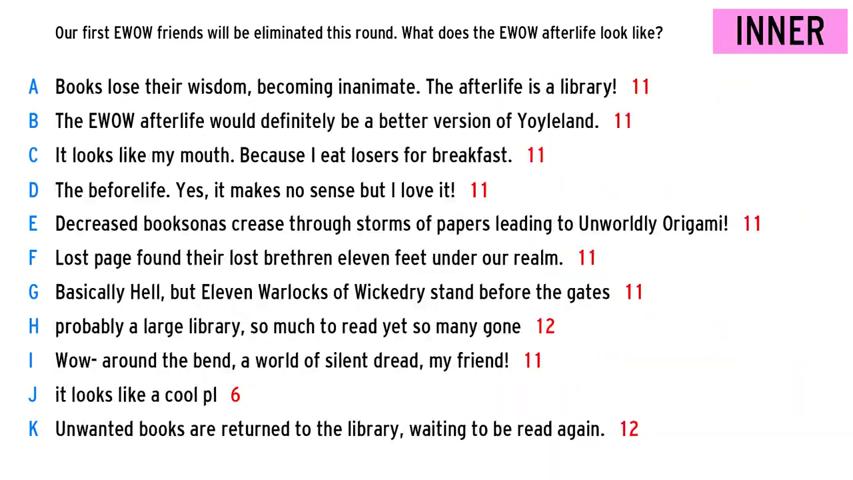 Our first EWOW friends will be eliminated this round. What does the EWOW afterlife look like?
INNER
A Books lose their wisdom, becoming inanimate. The afterlife is a library! 11
B The EWOW afterlife would definitely be a better version of Yoyleland. 11
C It looks like my mouth. Because I eat losers for breakfast. 11
D The beforelife. Yes, it makes no sense but I love it! 11
E Decreased booksonas crease through storms of papers leading to Unworldly Origami! 11
F Lost page found their lost brethren eleven feet under our realm. 11
G Basically Hell, but Eleven Warlocks of Wickedry stand before the gates 11
H probably a large library, so much to read yet so many gone 12
I Wow- around the bend, a world of silent dread, my friend! 11
J it looks like a cool pl 6
K Unwanted books are returned to the library, waiting to be read again. 12